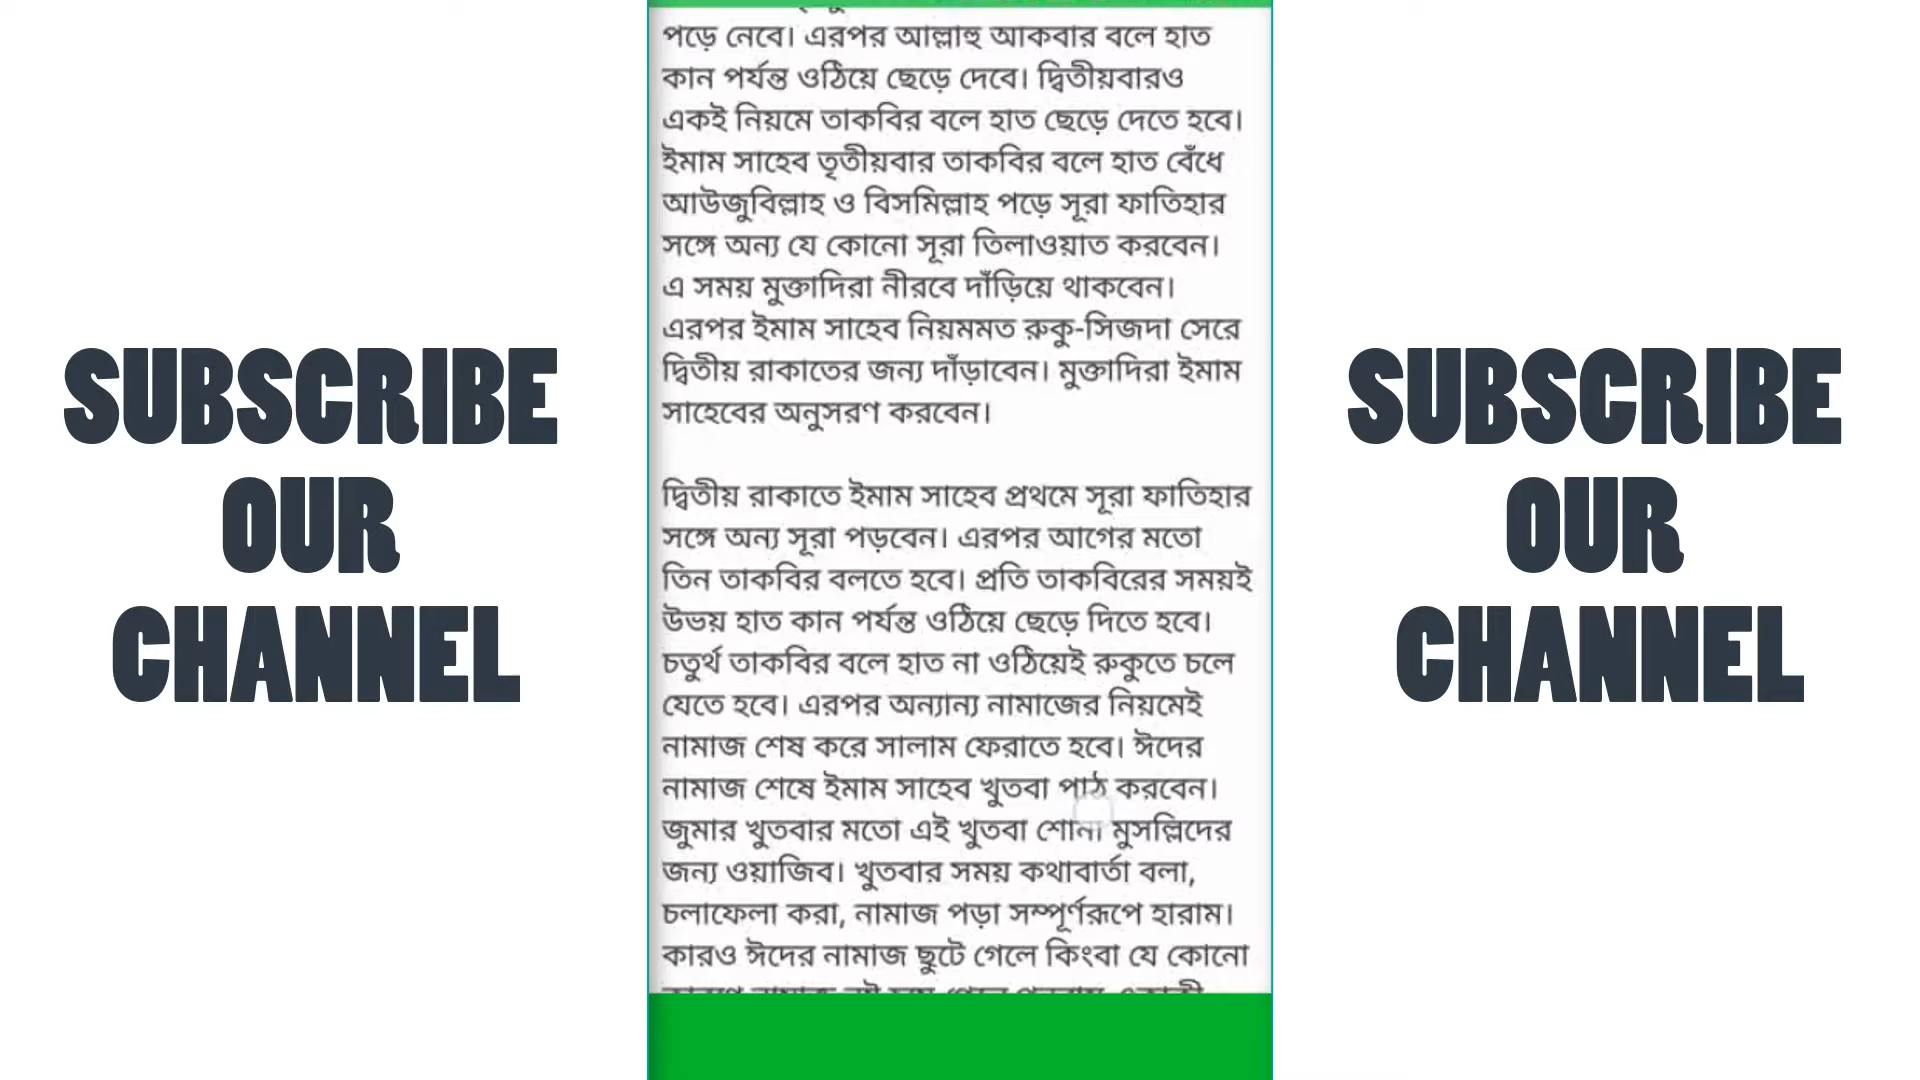 পড়ে নেবে। এরপর আল্লাহু আকবার বলে হাত
কান পর্যন্ত ওঠিয়ে ছেড়ে দেবে। দ্বিতীয়বারও
একই নিয়মে তাকবির বলে হাত ছেড়ে দেতে হবে।
ইমাম সাহেব তৃতীয়বার তাকবির বলে হাত বেঁধে
আউজুবিল্লাহ ও বিসমিল্লাহ পড়ে সূরা ফাতিহার
সঙ্গে অন্য যে কোনো সূরা তিলাওয়াত করবেন।
এ সময় মুক্তাদিরা নীরবে দাঁড়িয়ে থাকবেন।
এরপর ইমাম সাহেব নিয়মমত রুকু-সিজদা সেরে
দ্বিতীয় রাকাতের জন্য দাঁড়াবেন। মুক্তাদিরা ইমাম
সাহেবের অনুসরণ করবেন।
দ্বিতীয় রাকাতে ইমাম সাহেব প্রথমে সূরা ফাতিহার
সঙ্গে অন্য সূরা পড়বেন। এরপর আগের মতো
তিন তাকবির বলতে হবে। প্রতি তাকবিরের সময়ই
উভয় হাত কান পর্যন্ত ওঠিয়ে ছেড়ে দিতে হবে।
চতুর্থ তাকবির বলে হাত না ওঠিয়েই রুকুতে চলে
যেতে হবে। এরপর অন্যান্য নামাজের নিয়মেই
নামাজ শেষ করে সালাম ফেরাতে হবে। ঈদের
নামাজ শেষে ইমাম সাহেব খুতবা পাঠ করবেন।
জুমার খুতবার মতো এই খুতবা শোনা মুসল্লিদের
জন্য ওয়াজিব। খুতবার সময় কথাবার্তা বলা,
চলাফেলা করা, নামাজ পড়া সম্পূর্ণরূপে হারাম।
কারও ঈদের নামাজ ছুটে গেলে কিংবা যে কোনো
SUBSCRIBE
OUR
CHANNEL
SUBSCRIBE
OUR
CHANNEL